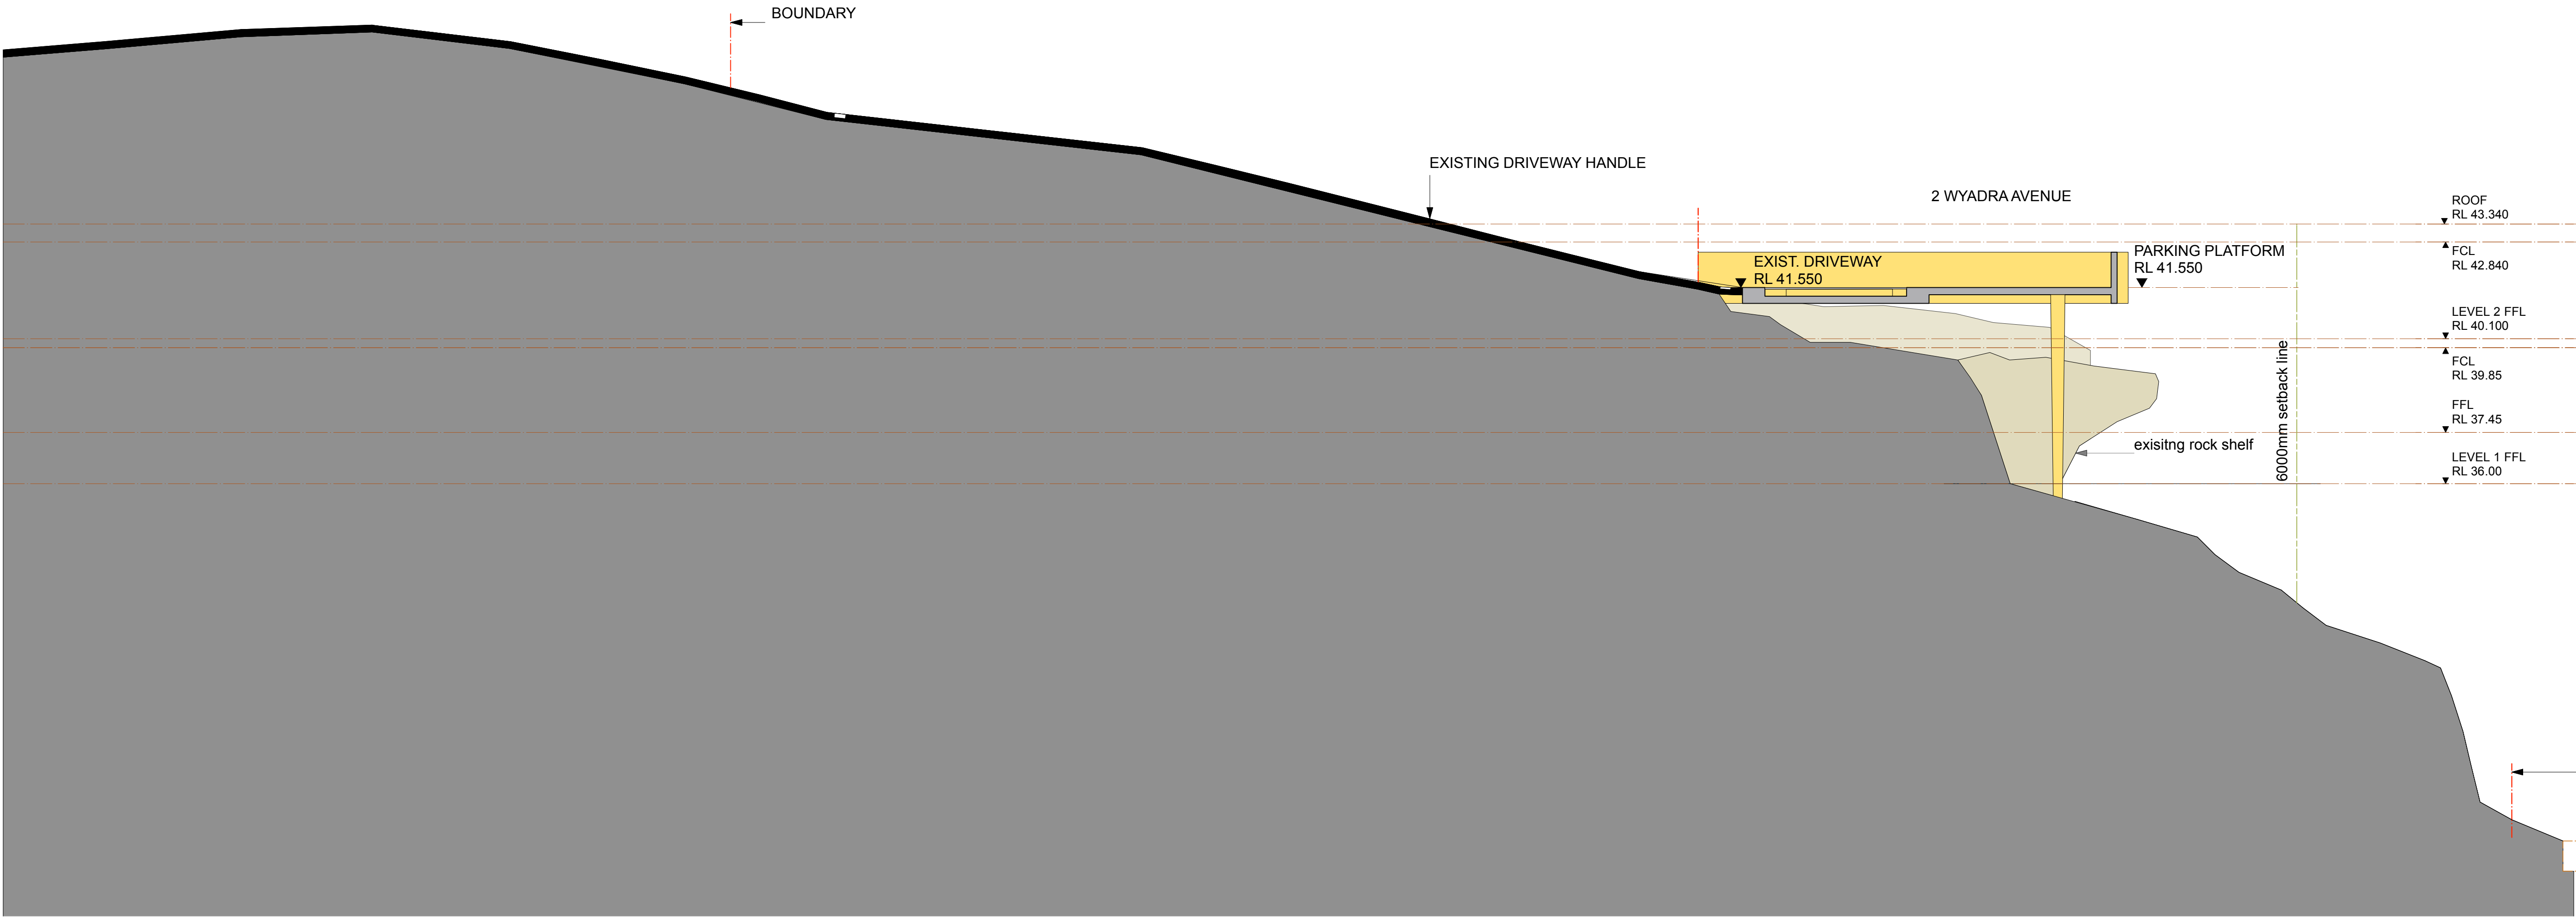 BOUNDARY
EXISTING DRIVEWAY HANDLE
2 WYADRA AVENUE
ROOF
RL 43.340
FCL
RL 42.840
EXIST. DRIVEWAY
RL 41.550
PARKING PLATFORM
RL 41.550
LEVEL 2 FFL
RL 40.100
FCL
RL 39.85
FFL
RL 37.45
6000mm setback line
exisitng rock shelf
LEVEL 1 FFL
RL 36.00